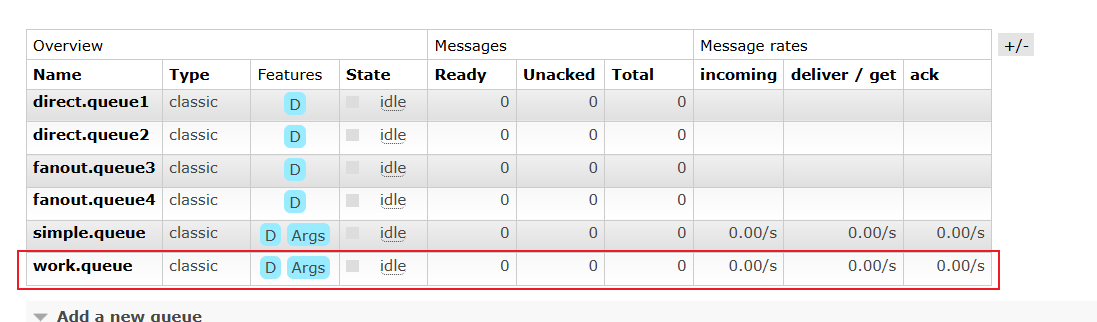 Overview Messages Message rates +/-
Name Type Features State Ready Unacked Total incoming deliver / get ack
direct.queue1 classic D idle 0 0 0
direct.queue2 classic D idle 0 0 0
fanout.queue3 classic D idle 0 0 0
fanout.queue4 classic D idle 0 0 0
simple.queue classic D Args idle 0 0 0 0.00/s 0.00/s 0.00/s
work.queue classic D Args idle 0 0 0 0.00/s 0.00/s 0.00/s
Add a new queue